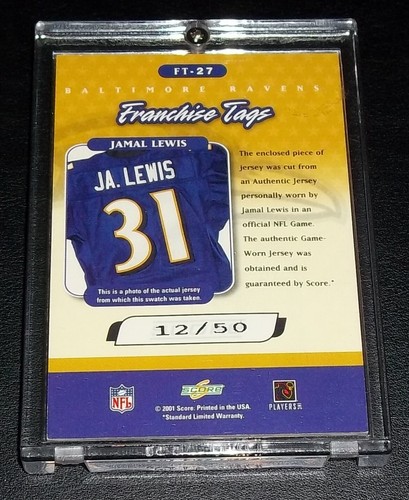 FT-27
BALTIMORE RAVENS
Franchise Tags
JAMAL LEWIS
JA. LEWIS
31
This is a photo of the actual jersey
from which this swatch was taken.
The enclosed piece of
jersey was cut from
an Authentic Jersey
personally worn by
Jamal Lewis in an
official NFL Game.
The authentic Game-
Worn Jersey was
obtained and is
guaranteed by Score.*
12/50
NFL
SCORE
© 2001 Score. Printed in the USA.
*Standard Limited Warranty.
PLAYERS INC